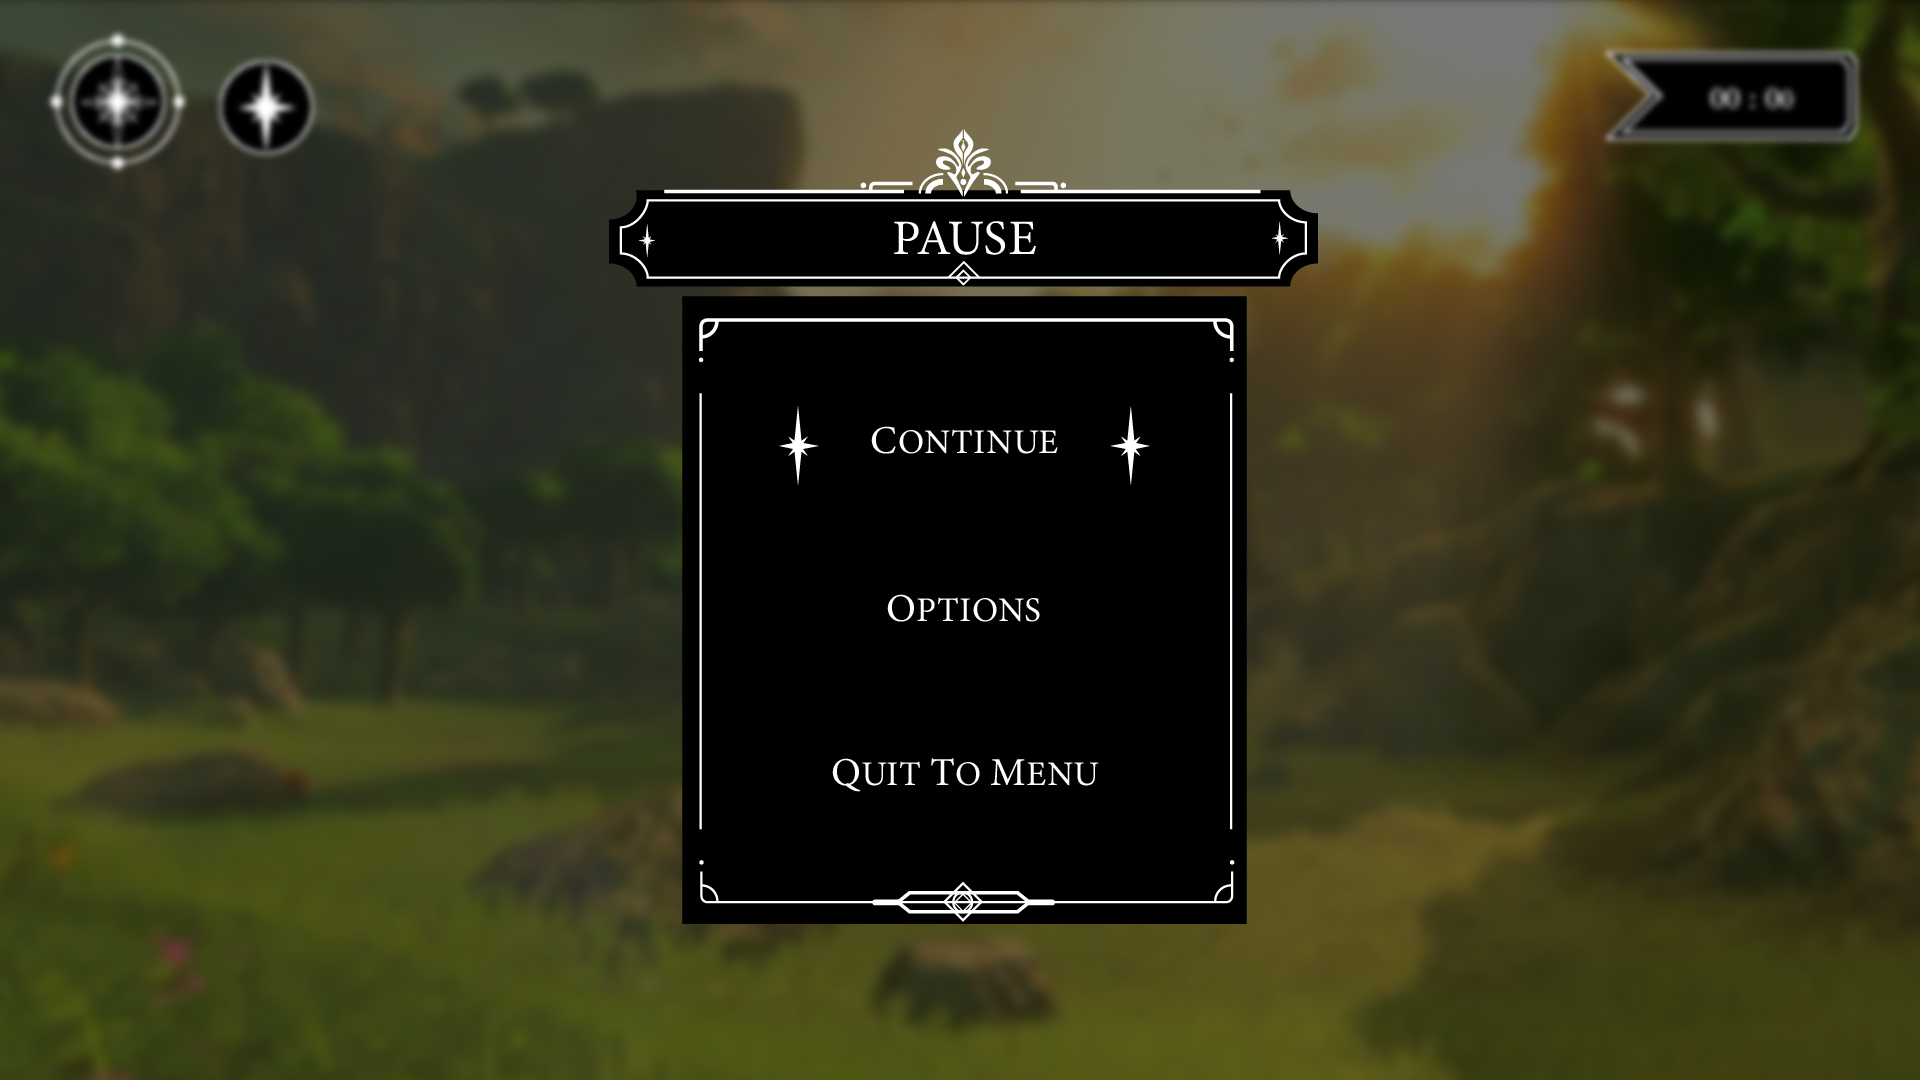 00 : 00
PAUSE
CONTINUE
OPTIONS
QUIT TO MENU